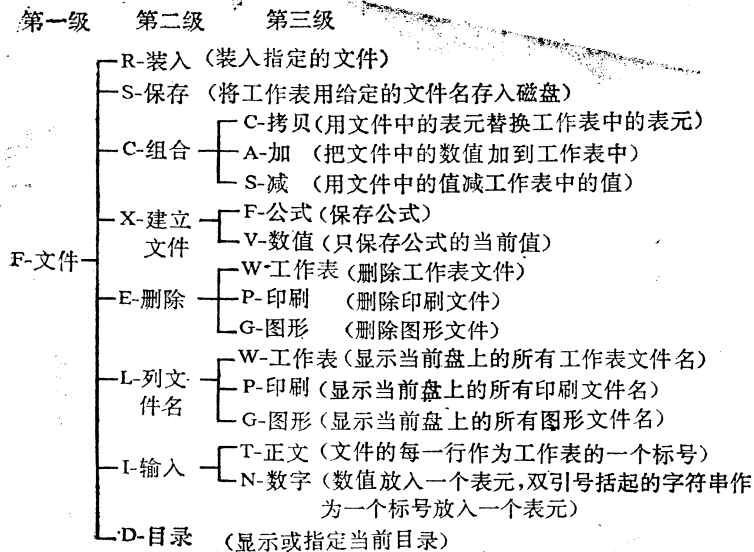 第一级 第二级 第三级
R-装入 (装入指定的文件)
S-保存 (将工作表用给定的文件名存入磁盘)
C-拷贝(用文件中的表元替换工作表中的表元)
C-组合 A-加 (把文件中的数值加到工作表中)
S-减 (用文件中的值减工作表中的值)
X-建立 F-公式(保存公式)
文件 V-数值(只保存公式的当前值)
F-文件 W-工作表(删除工作表文件)
E-删除 P-印刷 (删除印刷文件)
G-图形 (删除图形文件)
W-工作表(显示当前盘上的所有工作表文件名)
L-列文 P-印刷(显示当前盘上的所有印刷文件名)
件名 G-图形(显示当前盘上的所有图形文件名)
T-正文(文件的每一行作为工作表的一个标号)
I-输入 N-数字(数值放入一个表元,双引号括起的字符串作
为一个标号放入一个表元)
D-目录 (显示或指定当前目录)